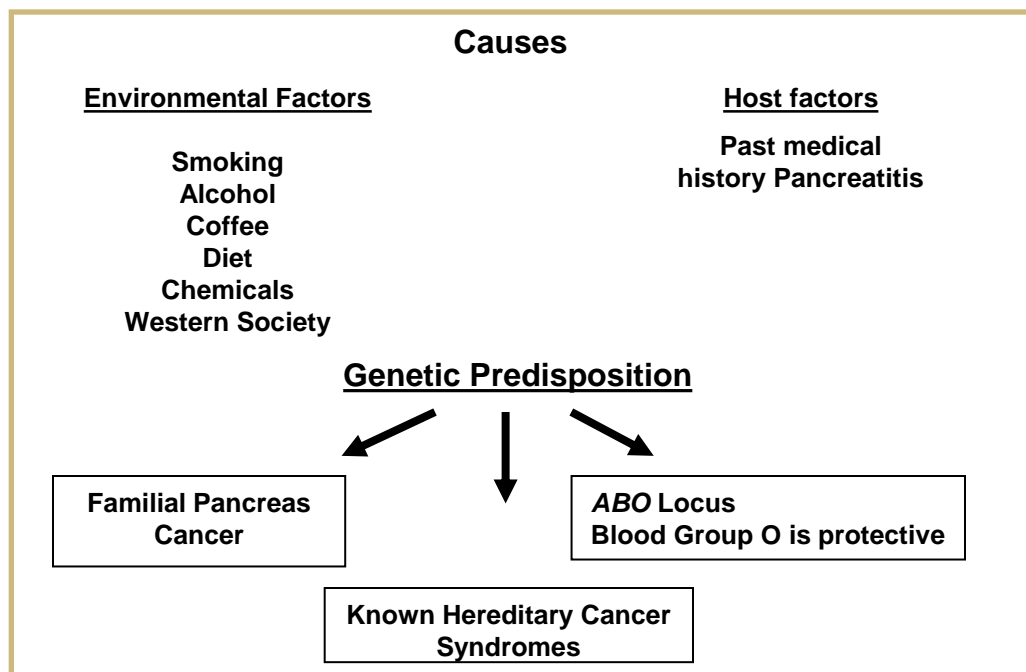 Causes
Environmental Factors
Smoking
Alcohol
Coffee
Diet
Chemicals
Western Society
Host factors
Past medical
history Pancreatitis
Genetic Predisposition
Familial Pancreas
Cancer
ABO Locus
Blood Group O is protective
Known Hereditary Cancer
Syndromes